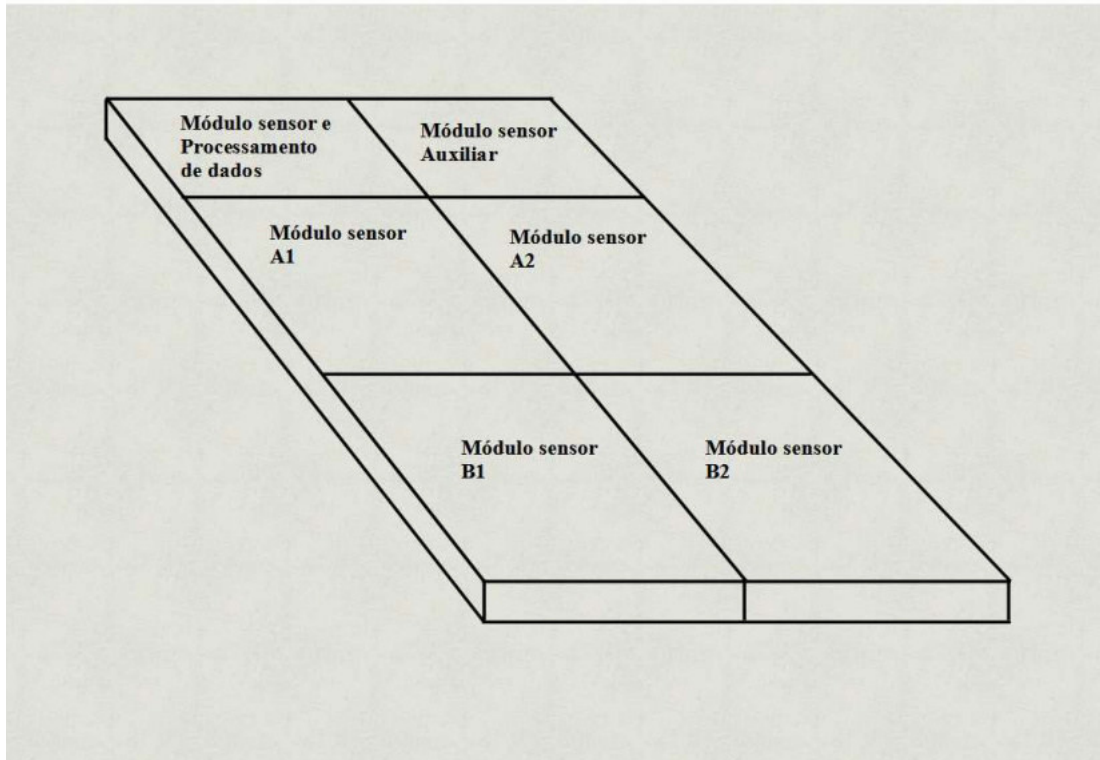 Módulo sensor e
Processamento
de dados
Módulo sensor
Auxiliar
Módulo sensor
A1
Módulo sensor
A2
Módulo sensor
B1
Módulo sensor
B2